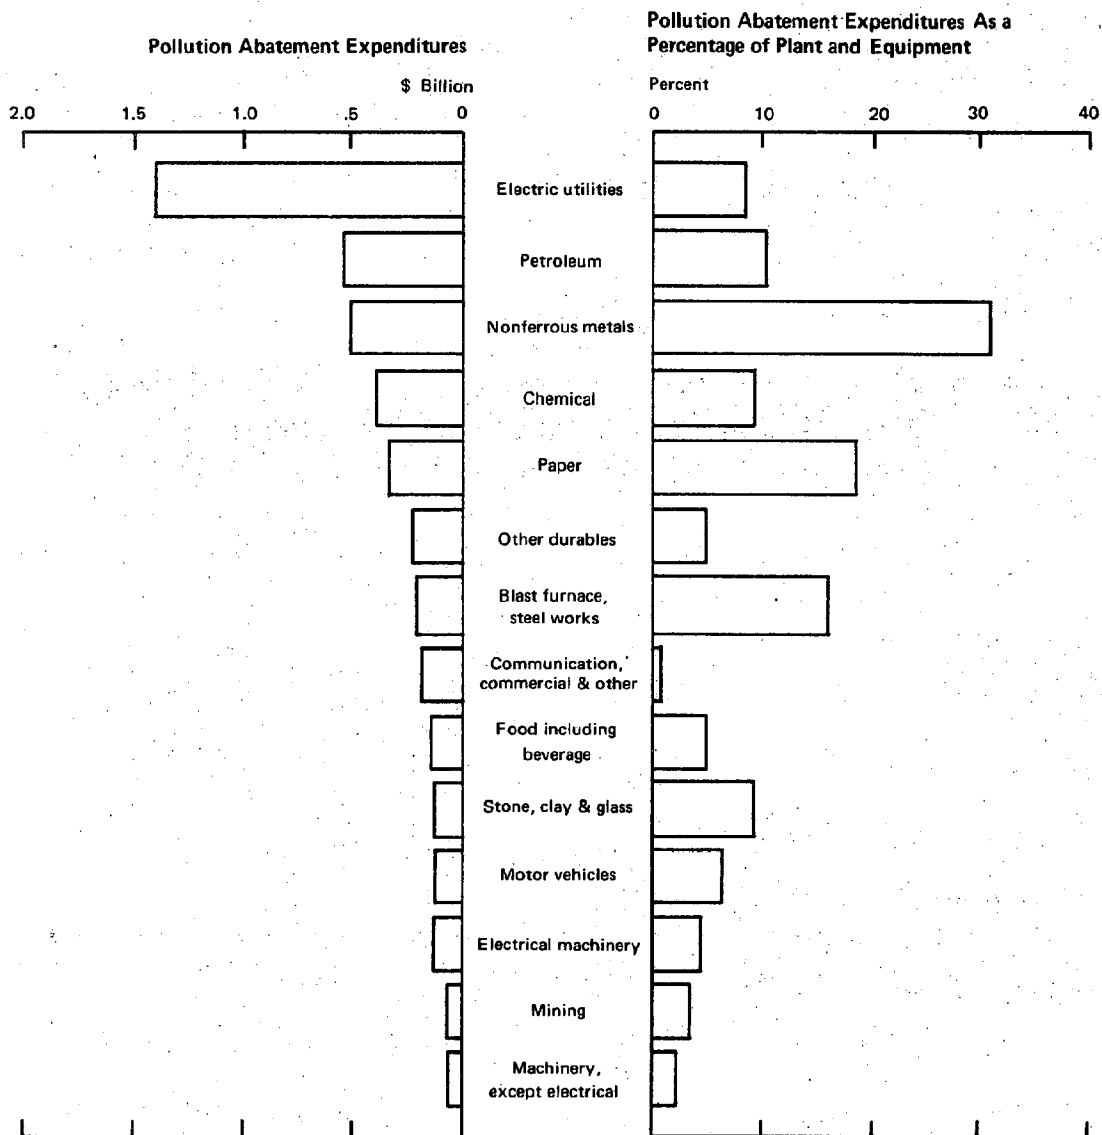 Pollution Abatement Expenditures
$ Billion
2.0 1.5 1.0 .5 0
Pollution Abatement Expenditures As a
Percentage of Plant and Equipment
Percent
0 10 20 30 40
Electric utilities
Petroleum
Nonferrous metals
Chemical
Paper
Other durables
Blast furnace,
steel works
Communication,
commercial & other
Food including
beverage
Stone, clay & glass
Motor vehicles
Electrical machinery
Mining
Machinery,
except electrical